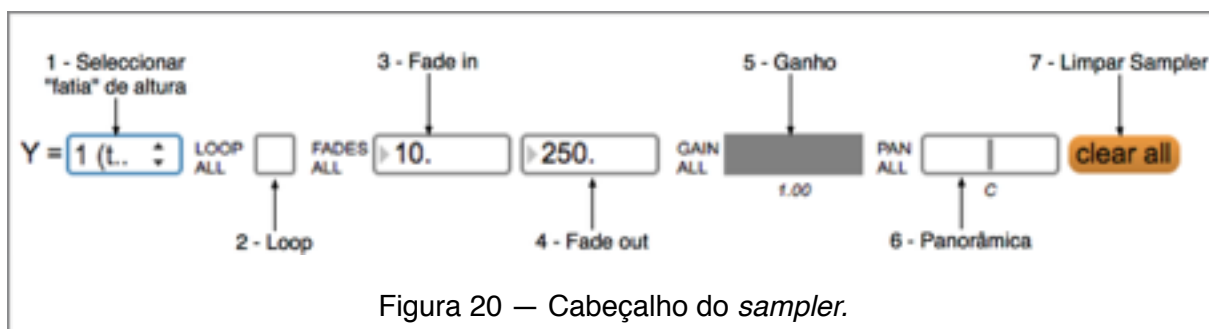 1 - Seleccionar
"fatia" de altura
3 - Fade in
5 - Ganho
7 - Limpar Sampler
Y = 1 (t.. LOOP ALL FADES ALL 10. 250. GAIN ALL PAN ALL clear all
1.00 C
2 - Loop
4 - Fade out
6 - Panorâmica
Figura 20 — Cabeçalho do sampler.